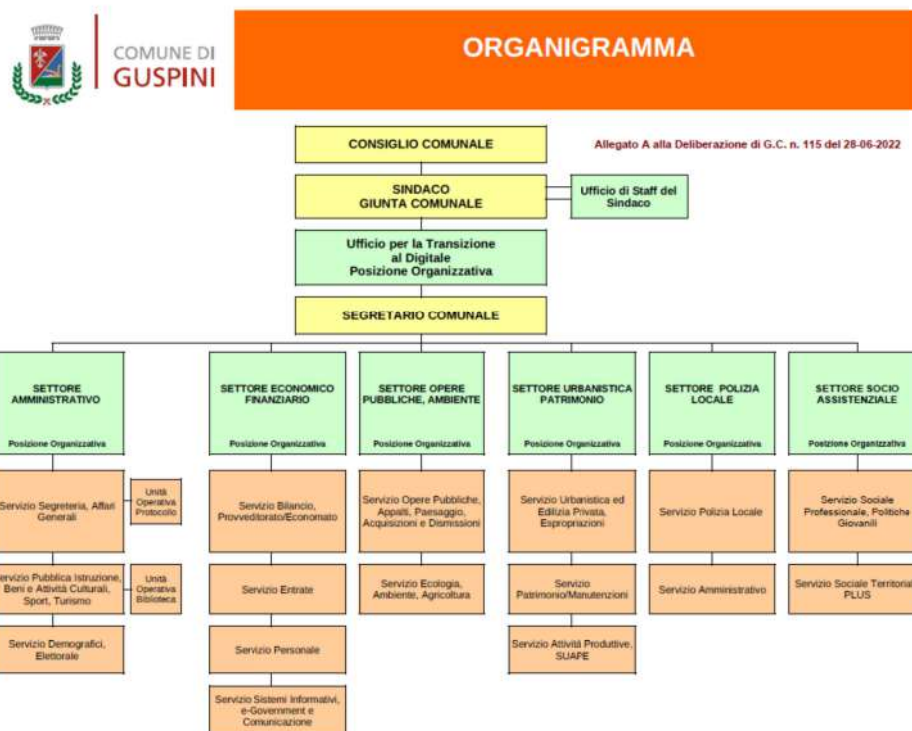 COMUNE DI
GUSPINI
ORGANIGRAMMA
Allegato A alla Deliberazione di G.C. n. 115 del 28-06-2022
CONSIGLIO COMUNALE
SINDACO
GIUNTA COMUNALE
Ufficio di Staff del
Sindaco
Ufficio per la Transizione
al Digitale
Posizione Organizzativa
SEGRETARIO COMUNALE
SETTORE
AMMINISTRATIVO
Posizione Organizzativa
SETTORE ECONOMICO
FINANZIARIO
Posizione Organizzativa
SETTORE OPERE
PUBBLICHE, AMBIENTE
Posizione Organizzativa
SETTORE URBANISTICA
PATRIMONIO
Posizione Organizzativa
SETTORE POLIZIA
LOCALE
Posizione Organizzativa
SETTORE SOCIO
ASSISTENZIALE
Posizione Organizzativa
Servizio Segreteria, Affari
Generali
Unità
Operativa
Protocollo
Servizio Bilancio,
Provveditorato/Economato
Servizio Opere Pubbliche,
Appalti, Paesaggio,
Acquisizioni e Dismissioni
Servizio Urbanistica ed
Edilizia Privata,
Espropriazioni
Servizio Polizia Locale
Servizio Sociale
Professionale, Politiche
Giovanili
ervizio Pubblica Istruzione,
Beni e Attività Culturali,
Sport, Turismo
Unità
Operativa
Biblioteca
Servizio Entrate
Servizio Ecologia,
Ambiente, Agricoltura
Servizio
Patrimonio/Manutenzioni
Servizio Amministrativo
Servizio Sociale Territorial
PLUS
Servizio Demografici,
Elettorale
Servizio Personale
Servizio Attività Produttive,
SUAPE
Servizio Sistemi Informativi,
e-Government e
Comunicazione